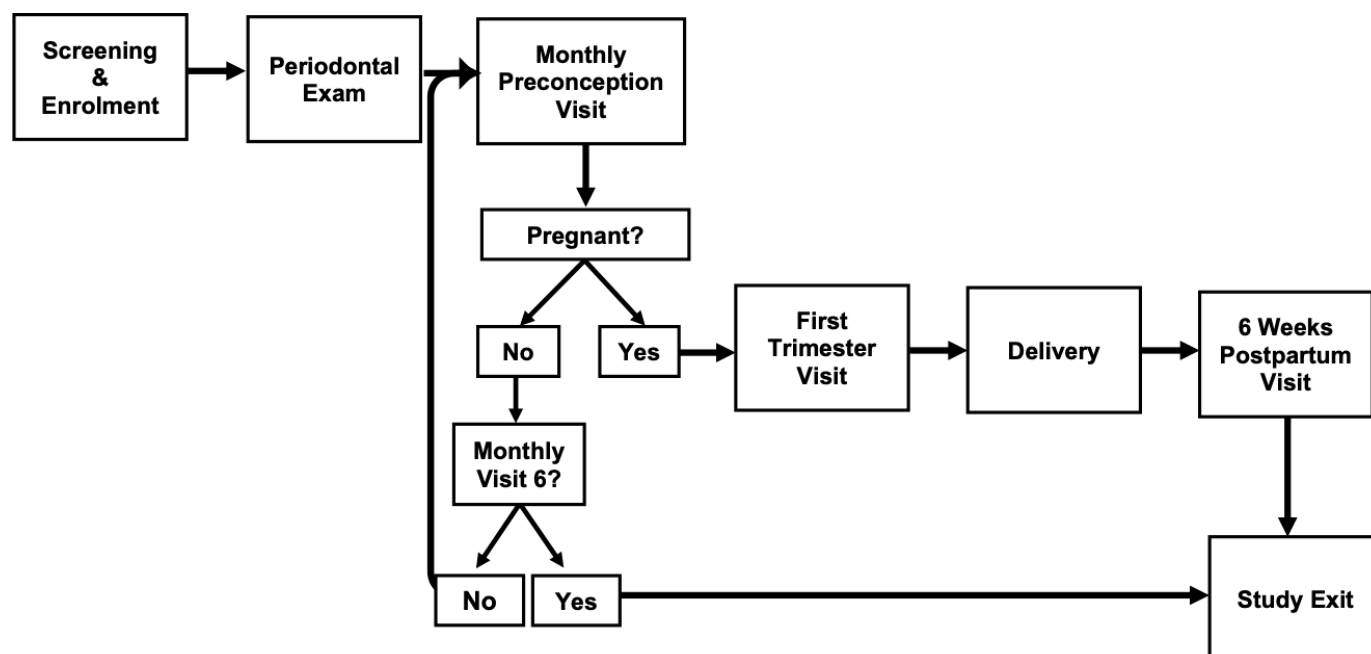 Screening
&
Enrolment
Periodontal
Exam
Monthly
Preconception
Visit
Pregnant?
No
Yes
First
Trimester
Visit
Delivery
6 Weeks
Postpartum
Visit
Monthly
Visit 6?
No
Yes
Study Exit